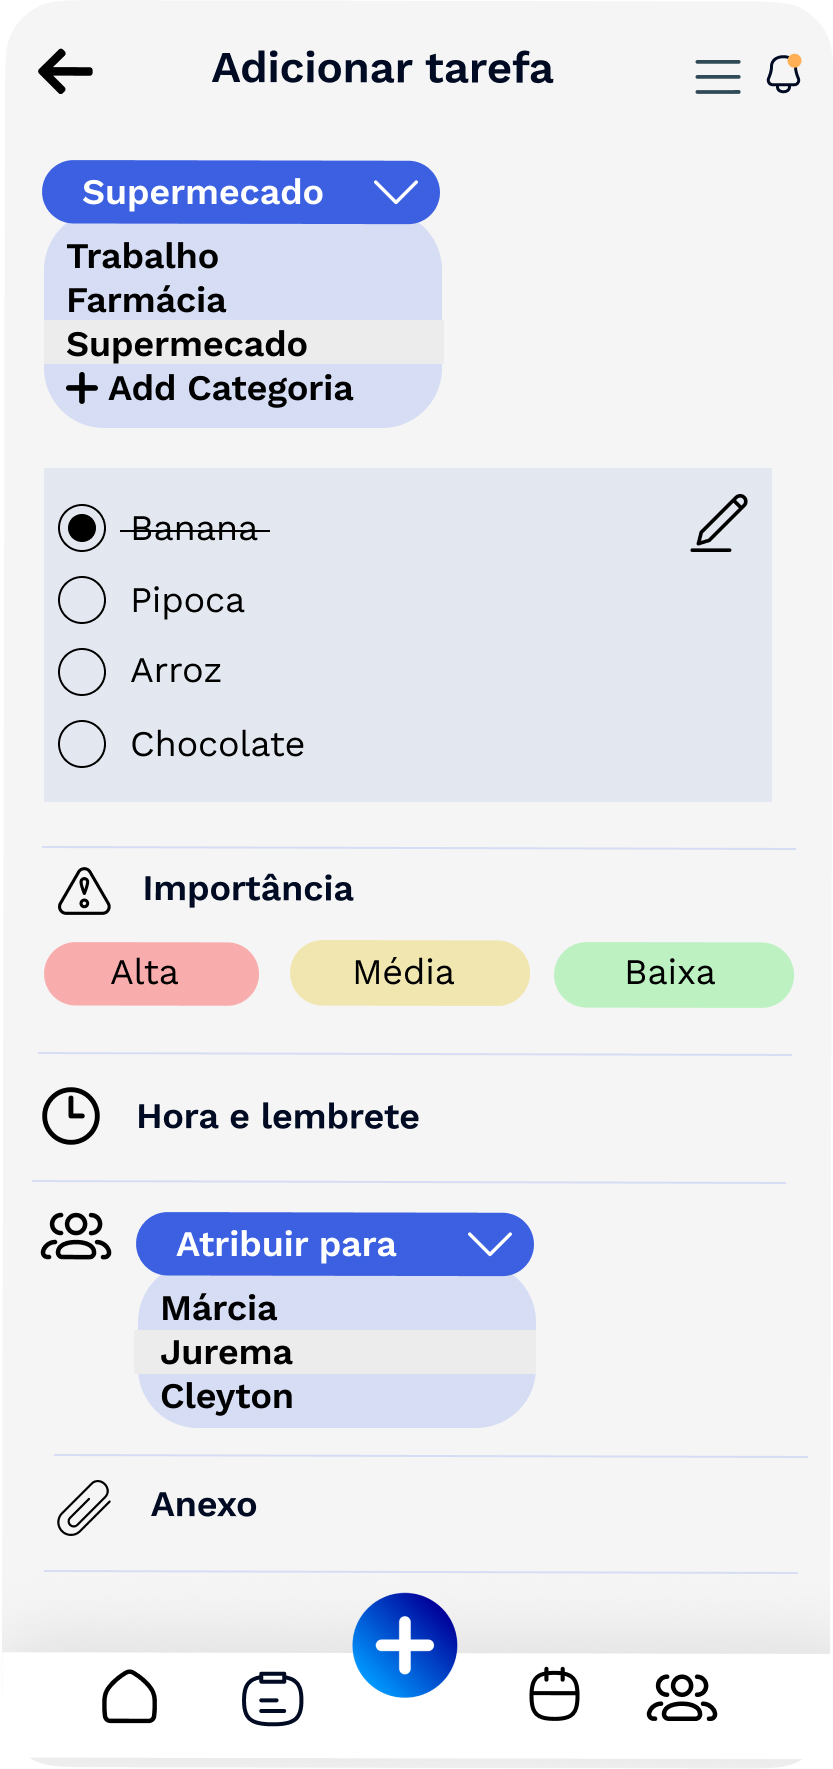 Adicionar tarefa
Supermecado
Trabalho
Farmácia
Supermecado
+ Add Categoria
Banana
Pipoca
Arroz
Chocolate
Importância
Alta
Média
Baixa
Hora e lembrete
Atribuir para
Márcia
Jurema
Cleyton
Anexo